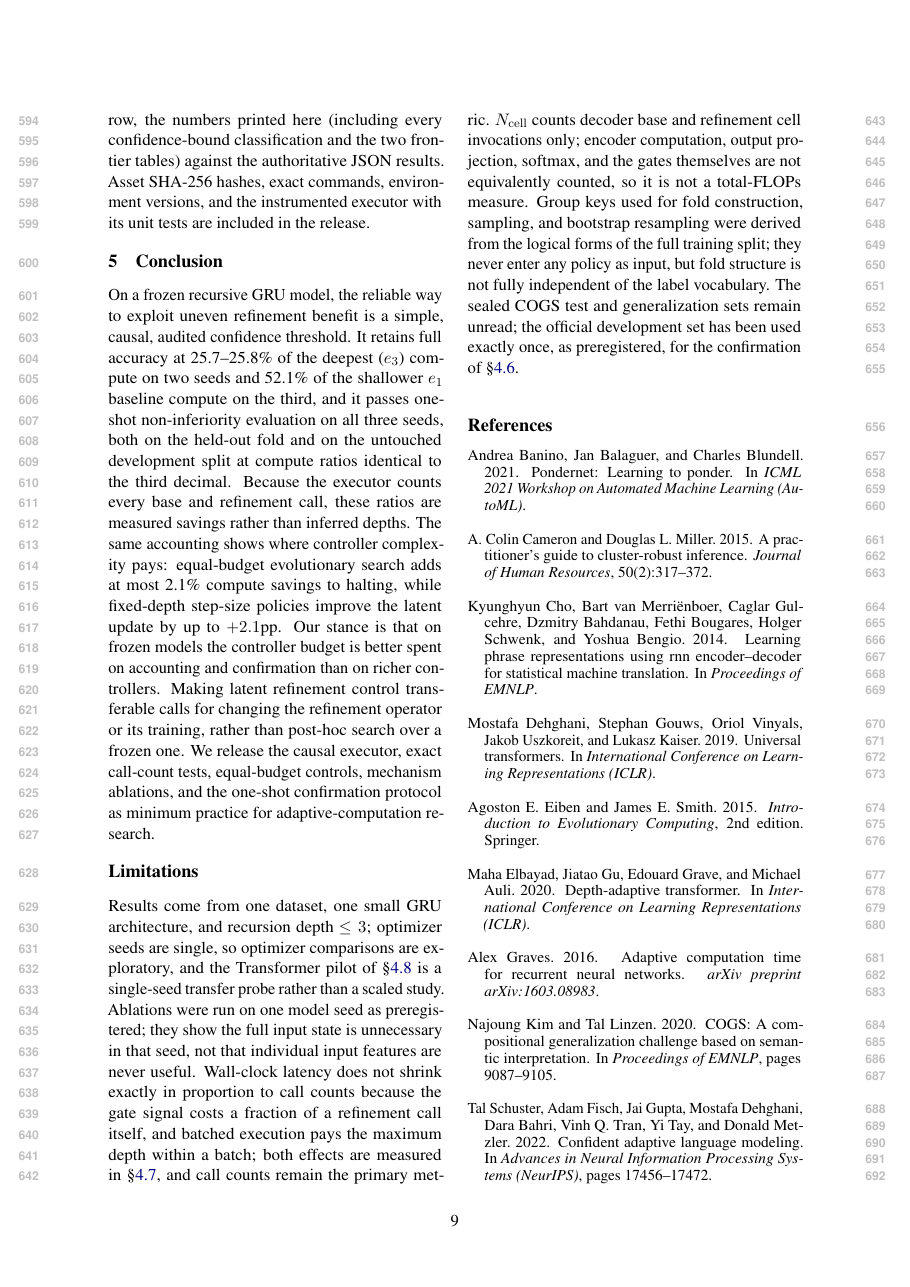 594 row, the numbers printed here (including every
595 confidence-bound classification and the two fron-
596 tier tables) against the authoritative JSON results.
597 Asset SHA-256 hashes, exact commands, environ-
598 ment versions, and the instrumented executor with
599 its unit tests are included in the release.
600 5 Conclusion
601 On a frozen recursive GRU model, the reliable way
602 to exploit uneven refinement benefit is a simple,
603 causal, audited confidence threshold. It retains full
604 accuracy at 25.7–25.8% of the deepest (e₃) com-
605 pute on two seeds and 52.1% of the shallower e₁
606 baseline compute on the third, and it passes one-
607 shot non-inferiority evaluation on all three seeds,
608 both on the held-out fold and on the untouched
609 development split at compute ratios identical to
610 the third decimal. Because the executor counts
611 every base and refinement call, these ratios are
612 measured savings rather than inferred depths. The
613 same accounting shows where controller complex-
614 ity pays: equal-budget evolutionary search adds
615 at most 2.1% compute savings to halting, while
616 fixed-depth step-size policies improve the latent
617 update by up to +2.1pp. Our stance is that on
618 frozen models the controller budget is better spent
619 on accounting and confirmation than on richer con-
620 trollers. Making latent refinement control trans-
621 ferable calls for changing the refinement operator
622 or its training, rather than post-hoc search over a
623 frozen one. We release the causal executor, exact
624 call-count tests, equal-budget controls, mechanism
625 ablations, and the one-shot confirmation protocol
626 as minimum practice for adaptive-computation re-
627 search.
628 Limitations
629 Results come from one dataset, one small GRU
630 architecture, and recursion depth ≤ 3; optimizer
631 seeds are single, so optimizer comparisons are ex-
632 ploratory, and the Transformer pilot of §4.8 is a
633 single-seed transfer probe rather than a scaled study.
634 Ablations were run on one model seed as preregis-
635 tered; they show the full input state is unnecessary
636 in that seed, not that individual input features are
637 never useful. Wall-clock latency does not shrink
638 exactly in proportion to call counts because the
639 gate signal costs a fraction of a refinement call
640 itself, and batched execution pays the maximum
641 depth within a batch; both effects are measured
642 in §4.7, and call counts remain the primary met-
ric. N_cell counts decoder base and refinement cell 643
invocations only; encoder computation, output pro- 644
jection, softmax, and the gates themselves are not 645
equivalently counted, so it is not a total-FLOPs 646
measure. Group keys used for fold construction, 647
sampling, and bootstrap resampling were derived 648
from the logical forms of the full training split; they 649
never enter any policy as input, but fold structure is 650
not fully independent of the label vocabulary. The 651
sealed COGS test and generalization sets remain 652
unread; the official development set has been used 653
exactly once, as preregistered, for the confirmation 654
of §4.6. 655
References 656
Andrea Banino, Jan Balaguer, and Charles Blundell. 657
2021. Pondernet: Learning to ponder. In ICML 658
2021 Workshop on Automated Machine Learning (Au- 659
toML). 660
A. Colin Cameron and Douglas L. Miller. 2015. A prac- 661
titioner's guide to cluster-robust inference. Journal 662
of Human Resources, 50(2):317–372. 663
Kyunghyun Cho, Bart van Merriënboer, Caglar Gul- 664
cehre, Dzmitry Bahdanau, Fethi Bougares, Holger 665
Schwenk, and Yoshua Bengio. 2014. Learning 666
phrase representations using rnn encoder–decoder 667
for statistical machine translation. In Proceedings of 668
EMNLP. 669
Mostafa Dehghani, Stephan Gouws, Oriol Vinyals, 670
Jakob Uszkoreit, and Lukasz Kaiser. 2019. Universal 671
transformers. In International Conference on Learn- 672
ing Representations (ICLR). 673
Agoston E. Eiben and James E. Smith. 2015. Intro- 674
duction to Evolutionary Computing, 2nd edition. 675
Springer. 676
Maha Elbayad, Jiatao Gu, Edouard Grave, and Michael 677
Auli. 2020. Depth-adaptive transformer. In Inter- 678
national Conference on Learning Representations 679
(ICLR). 680
Alex Graves. 2016. Adaptive computation time 681
for recurrent neural networks. arXiv preprint 682
arXiv:1603.08983. 683
Najoung Kim and Tal Linzen. 2020. COGS: A com- 684
positional generalization challenge based on seman- 685
tic interpretation. In Proceedings of EMNLP, pages 686
9087–9105. 687
Tal Schuster, Adam Fisch, Jai Gupta, Mostafa Dehghani, 688
Dara Bahri, Vinh Q. Tran, Yi Tay, and Donald Met- 689
zler. 2022. Confident adaptive language modeling. 690
In Advances in Neural Information Processing Sys- 691
tems (NeurIPS), pages 17456–17472. 692
9